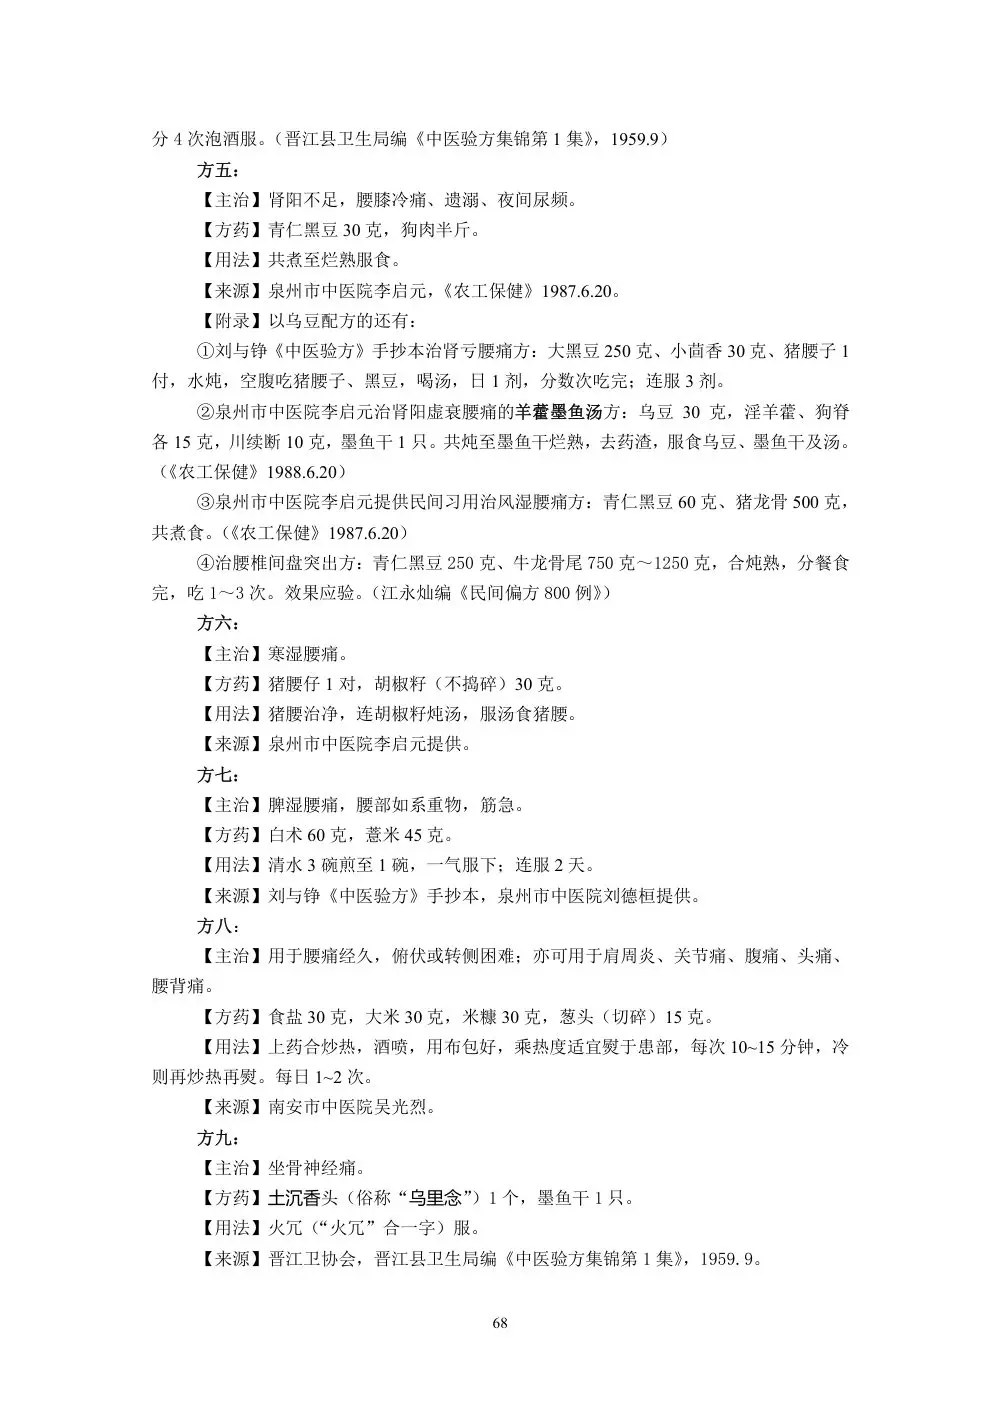 分 4 次泡酒服。（晋江县卫生局编《中医验方集锦第 1 集》，1959.9）
方五：
【主治】肾阳不足，腰膝冷痛、遗溺、夜间尿频。
【方药】青仁黑豆 30 克，狗肉半斤。
【用法】共煮至烂熟服食。
【来源】泉州市中医院李启元，《农工保健》1987.6.20。
【附录】以乌豆配方的还有：
①刘与铮《中医验方》手抄本治肾亏腰痛方：大黑豆 250 克、小茴香 30 克、猪腰子 1
付，水炖，空腹吃猪腰子、黑豆，喝汤，日 1 剂，分数次吃完；连服 3 剂。
②泉州市中医院李启元治肾阳虚衰腰痛的羊藿墨鱼汤方：乌豆 30 克，淫羊藿、狗脊
各 15 克，川续断 10 克，墨鱼干 1 只。共炖至墨鱼干烂熟，去药渣，服食乌豆、墨鱼干及汤。
（《农工保健》1988.6.20）
③泉州市中医院李启元提供民间习用治风湿腰痛方：青仁黑豆 60 克、猪龙骨 500 克，
共煮食。（《农工保健》1987.6.20）
④治腰椎间盘突出方：青仁黑豆 250 克、牛龙骨尾 750 克～1250 克，合炖熟，分餐食
完，吃 1～3 次。效果应验。（江永灿编《民间偏方 800 例》）
方六：
【主治】寒湿腰痛。
【方药】猪腰仔 1 对，胡椒籽（不捣碎）30 克。
【用法】猪腰治净，连胡椒籽炖汤，服汤食猪腰。
【来源】泉州市中医院李启元提供。
方七：
【主治】脾湿腰痛，腰部如系重物，筋急。
【方药】白术 60 克，薏米 45 克。
【用法】清水 3 碗煎至 1 碗，一气服下；连服 2 天。
【来源】刘与铮《中医验方》手抄本，泉州市中医院刘德桓提供。
方八：
【主治】用于腰痛经久，俯伏或转侧困难；亦可用于肩周炎、关节痛、腹痛、头痛、
腰背痛。
【方药】食盐 30 克，大米 30 克，米糠 30 克，葱头（切碎）15 克。
【用法】上药合炒热，酒喷，用布包好，乘热度适宜熨于患部，每次 10~15 分钟，冷
则再炒热再熨。每日 1~2 次。
【来源】南安市中医院吴光烈。
方九：
【主治】坐骨神经痛。
【方药】土沉香头（俗称“乌里念”）1 个，墨鱼干 1 只。
【用法】火冗（“火冗”合一字）服。
【来源】晋江卫协会，晋江县卫生局编《中医验方集锦第 1 集》，1959.9。
68